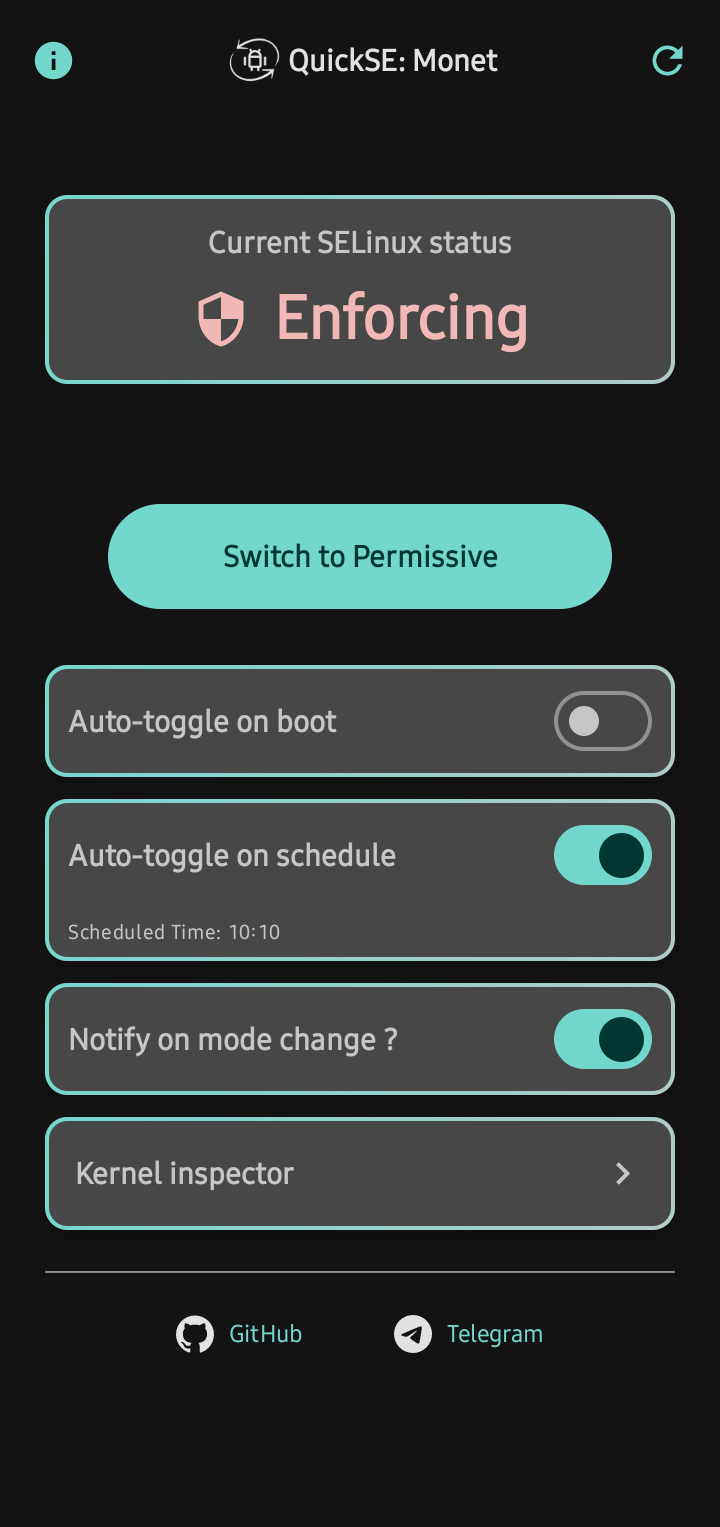 QuickSE: Monet
Current SELinux status
Enforcing
Switch to Permissive
Auto-toggle on boot
Auto-toggle on schedule
Scheduled Time: 10:10
Notify on mode change ?
Kernel inspector
GitHub
Telegram